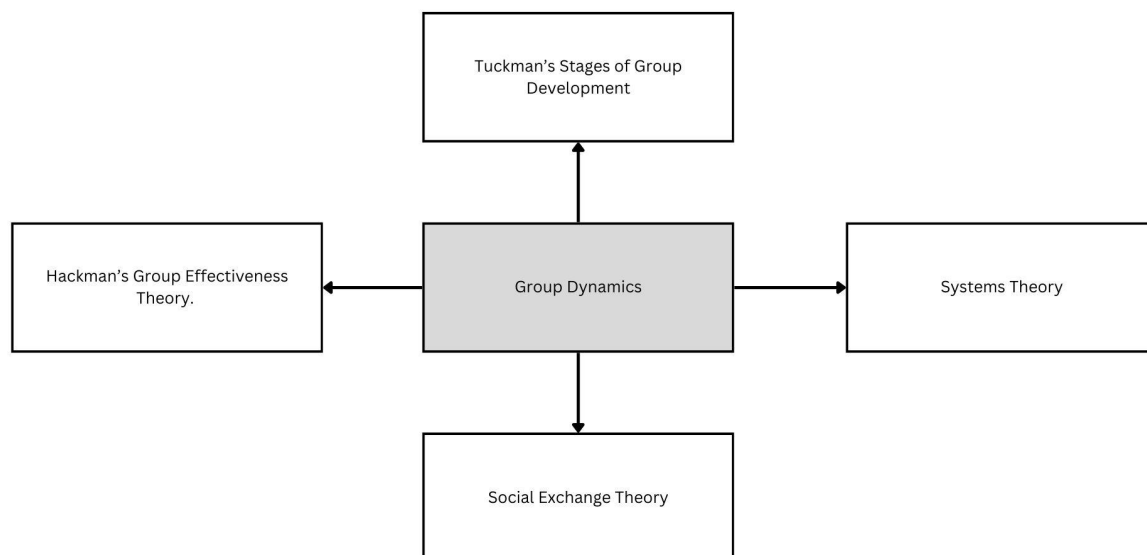 Tuckman’s Stages of Group
Development
Hackman’s Group Effectiveness
Theory.
Group Dynamics
Systems Theory
Social Exchange Theory